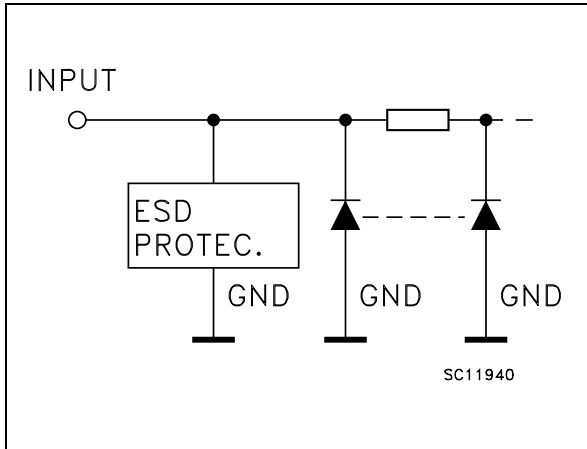 INPUT
ESD
PROTEC.
GND
GND
GND
SC11940